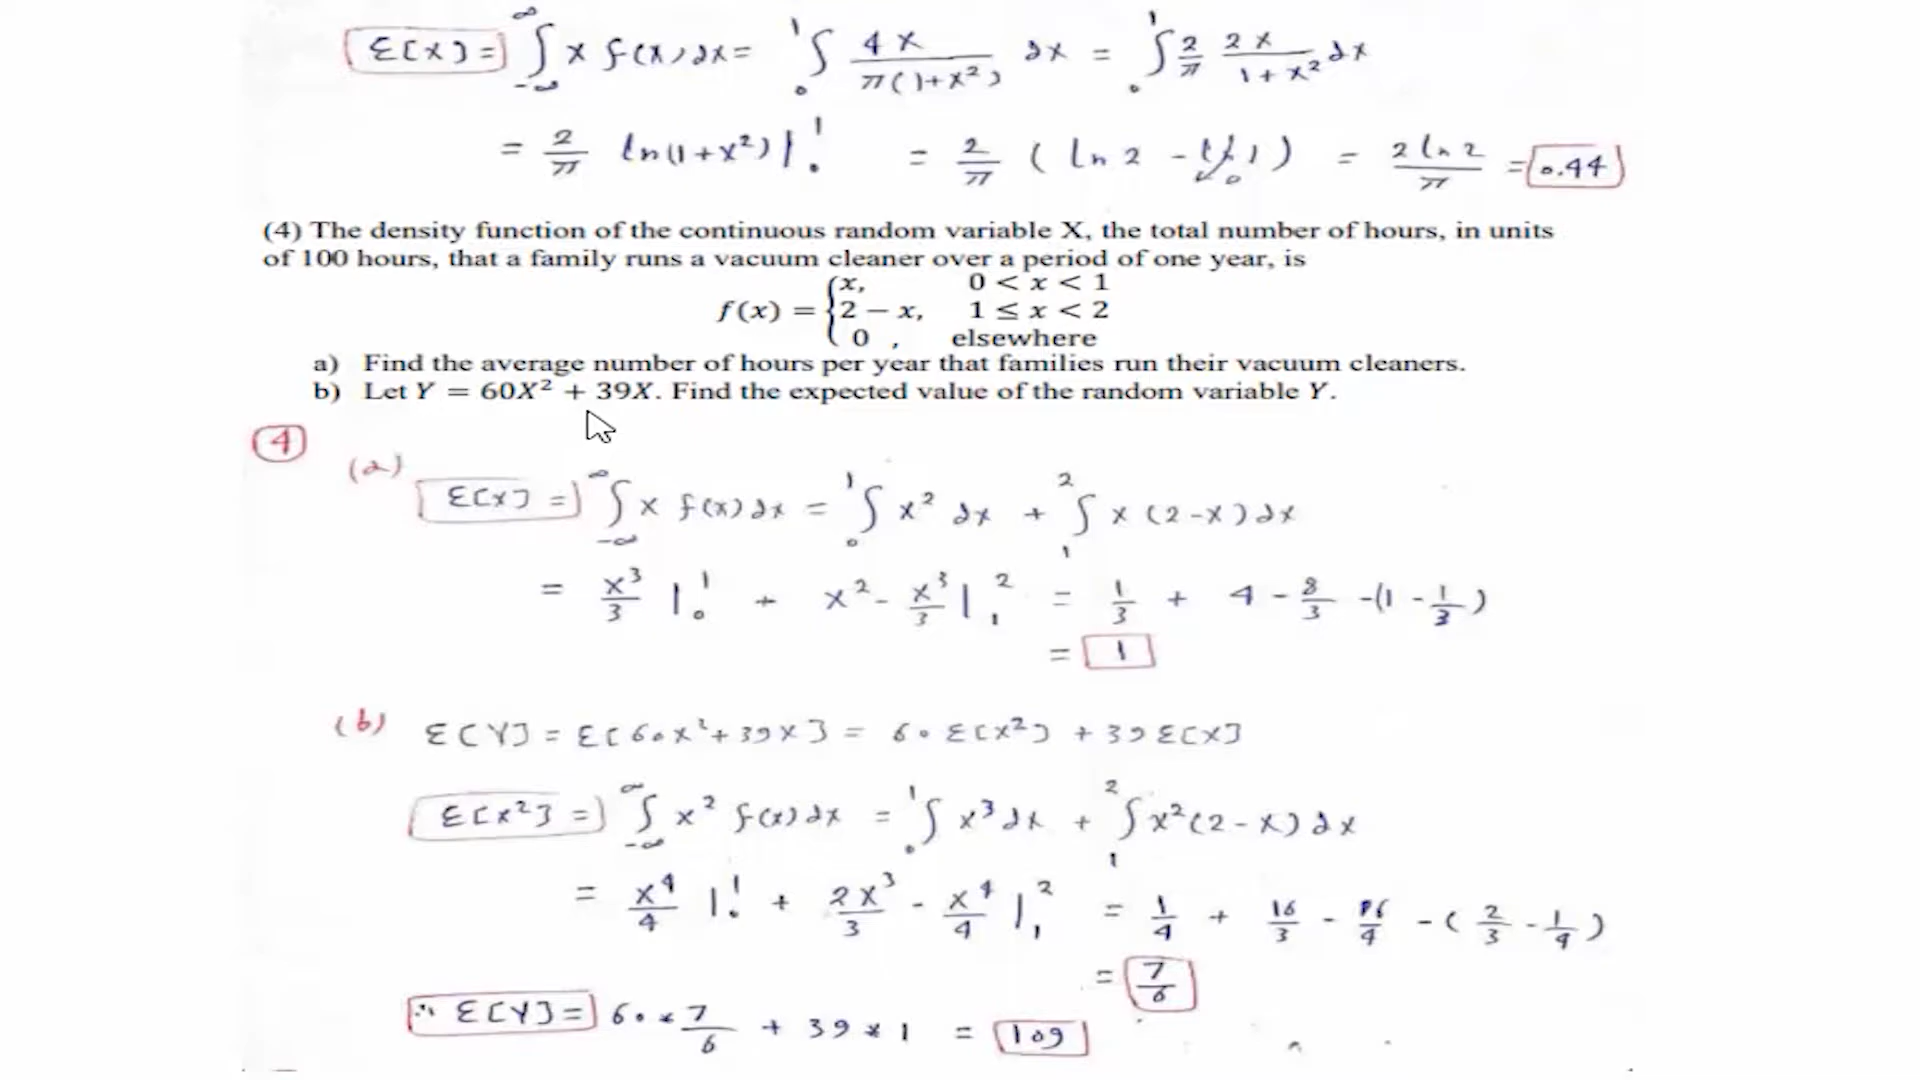 E[X] = ∫_{-∞}^{∞} x f(x) dx = ∫_0^1 4x / π(1+x²) dx = ∫_0^1 2/π 2x / 1+x² dx
= 2/π ln(1+x²) |_0^1 = 2/π (ln 2 - ln 1) = 2 ln 2 / π = 0.44
(4) The density function of the continuous random variable X, the total number of hours, in units
of 100 hours, that a family runs a vacuum cleaner over a period of one year, is
x, 0 < x < 1
f(x) = { 2 − x, 1 ≤ x < 2
0 , elsewhere
a) Find the average number of hours per year that families run their vacuum cleaners.
b) Let Y = 60X² + 39X. Find the expected value of the random variable Y.
4
(a)
E[X] = ∫_{-∞}^{∞} x f(x) dx = ∫_0^1 x² dx + ∫_1^2 x (2-x) dx
= x³/3 |_0^1 + x² - x³/3 |_1^2 = 1/3 + 4 - 8/3 -(1 - 1/3)
= 1
(b) E[Y] = E[60x²+39X] = 60 E[X²] + 39 E[X]
E[X²] = ∫_{-∞}^{∞} x² f(x) dx = ∫_0^1 x³ dx + ∫_1^2 x²(2-x) dx
= x⁴/4 |_0^1 + 2x³/3 - x⁴/4 |_1^2 = 1/4 + 16/3 - 16/4 - (2/3 - 1/4)
= 7/6
∴ E[Y] = 60 * 7/6 + 39 * 1 = 109